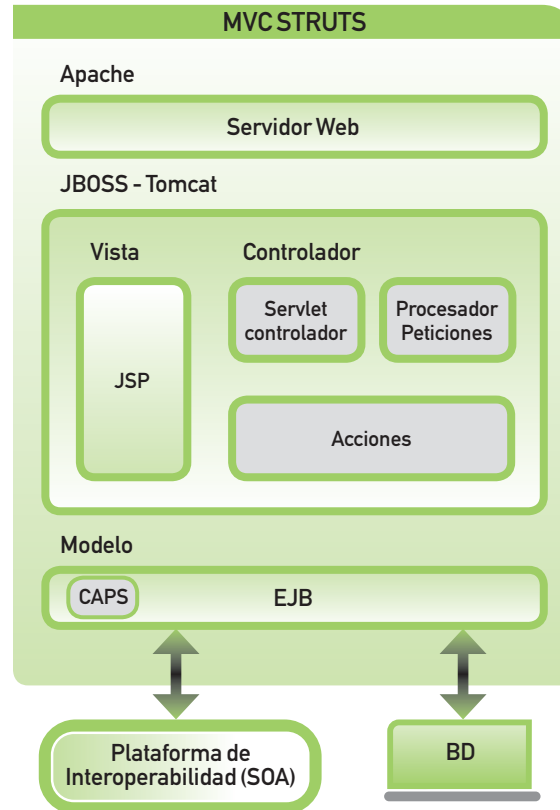 MVC STRUTS
Apache
Servidor Web
JBOSS - Tomcat
Vista
Controlador
JSP
Servlet
controlador
Procesador
Peticiones
Acciones
Modelo
CAPS
EJB
Plataforma de
Interoperabilidad (SOA)
BD